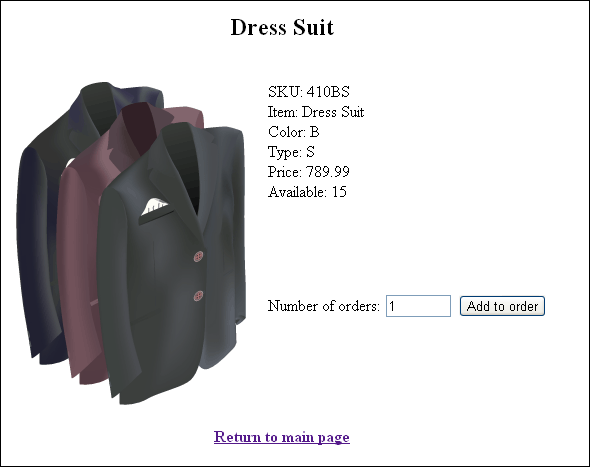 Dress Suit
SKU: 410BS
Item: Dress Suit
Color: B
Type: S
Price: 789.99
Available: 15
Number of orders: 1 Add to order
Return to main page